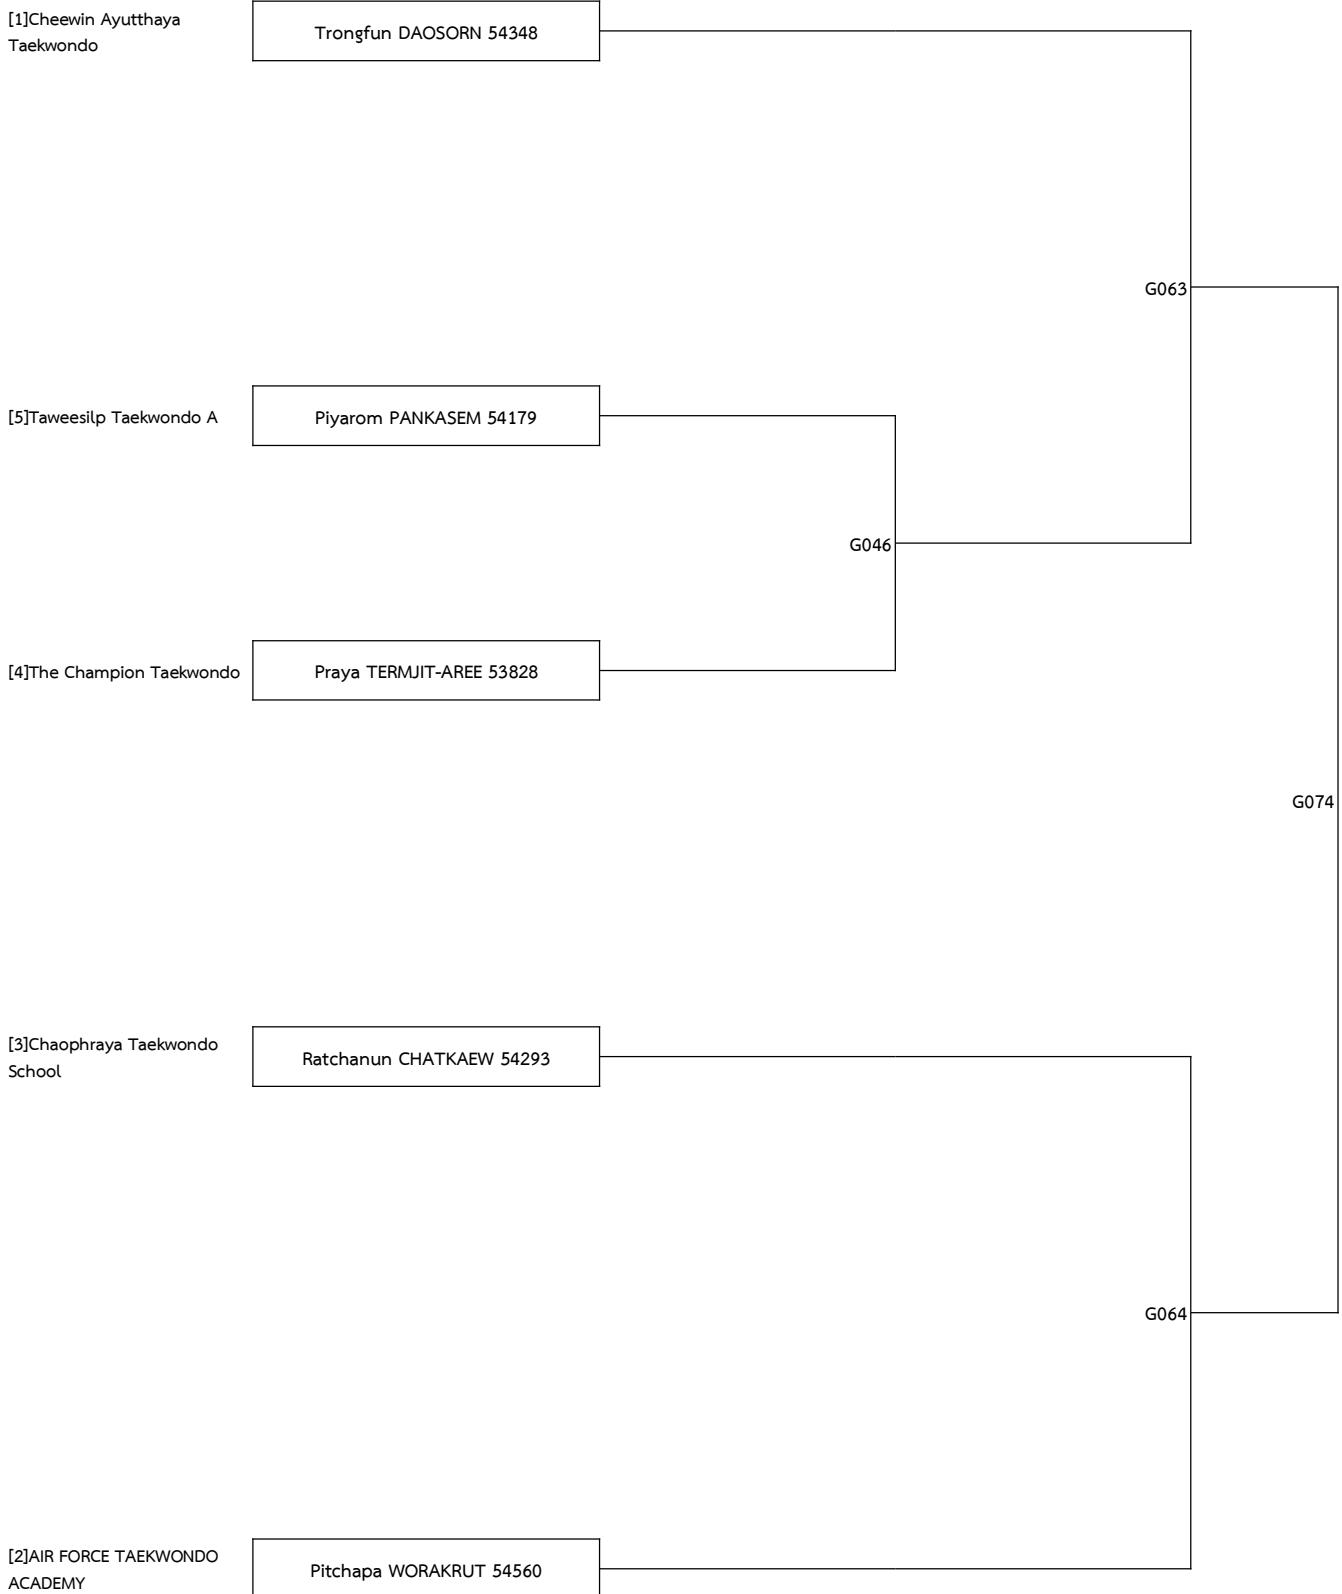 [1]Cheewin Ayutthaya
Taekwondo
Trongfun DAOSORN 54348
G063
[5]Taweesilp Taekwondo A
Piyarom PANKASEM 54179
G046
[4]The Champion Taekwondo
Praya TERMJIT-AREE 53828
G074
[3]Chaophraya Taekwondo
School
Ratchanun CHATKAEW 54293
G064
[2]AIR FORCE TAEKWONDO
ACADEMY
Pitchapa WORAKRUT 54560